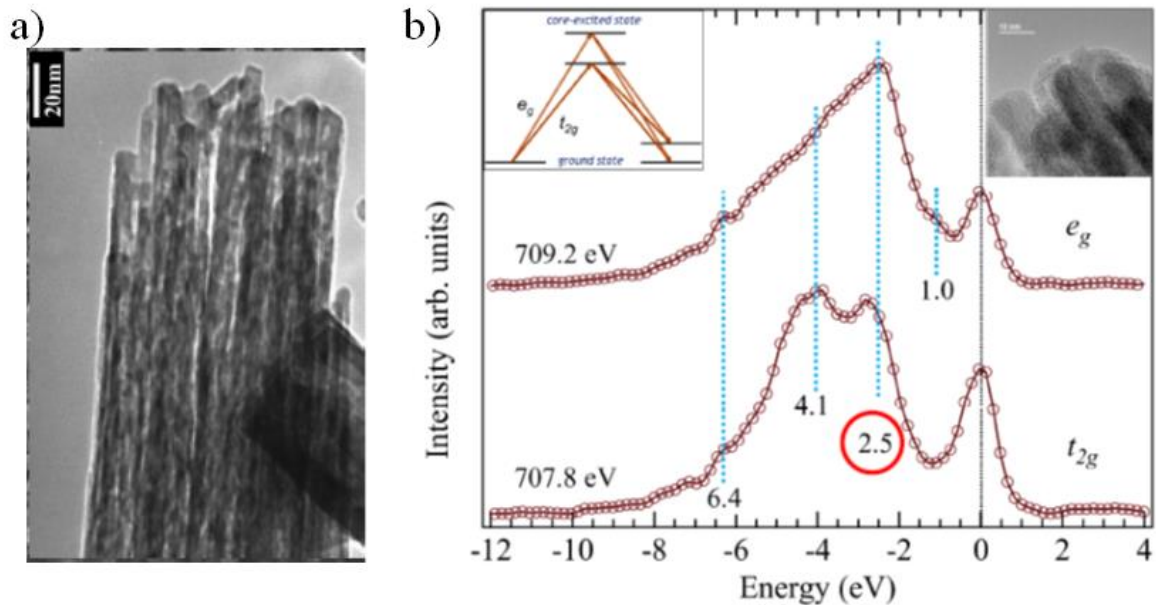 a)
20nm
b)
core-excited state
e_g
t_2g
ground state
10 nm
709.2 eV
e_g
1.0
4.1
2.5
707.8 eV
t_2g
6.4
Intensity (arb. units)
-12 -10 -8 -6 -4 -2 0 2 4
Energy (eV)